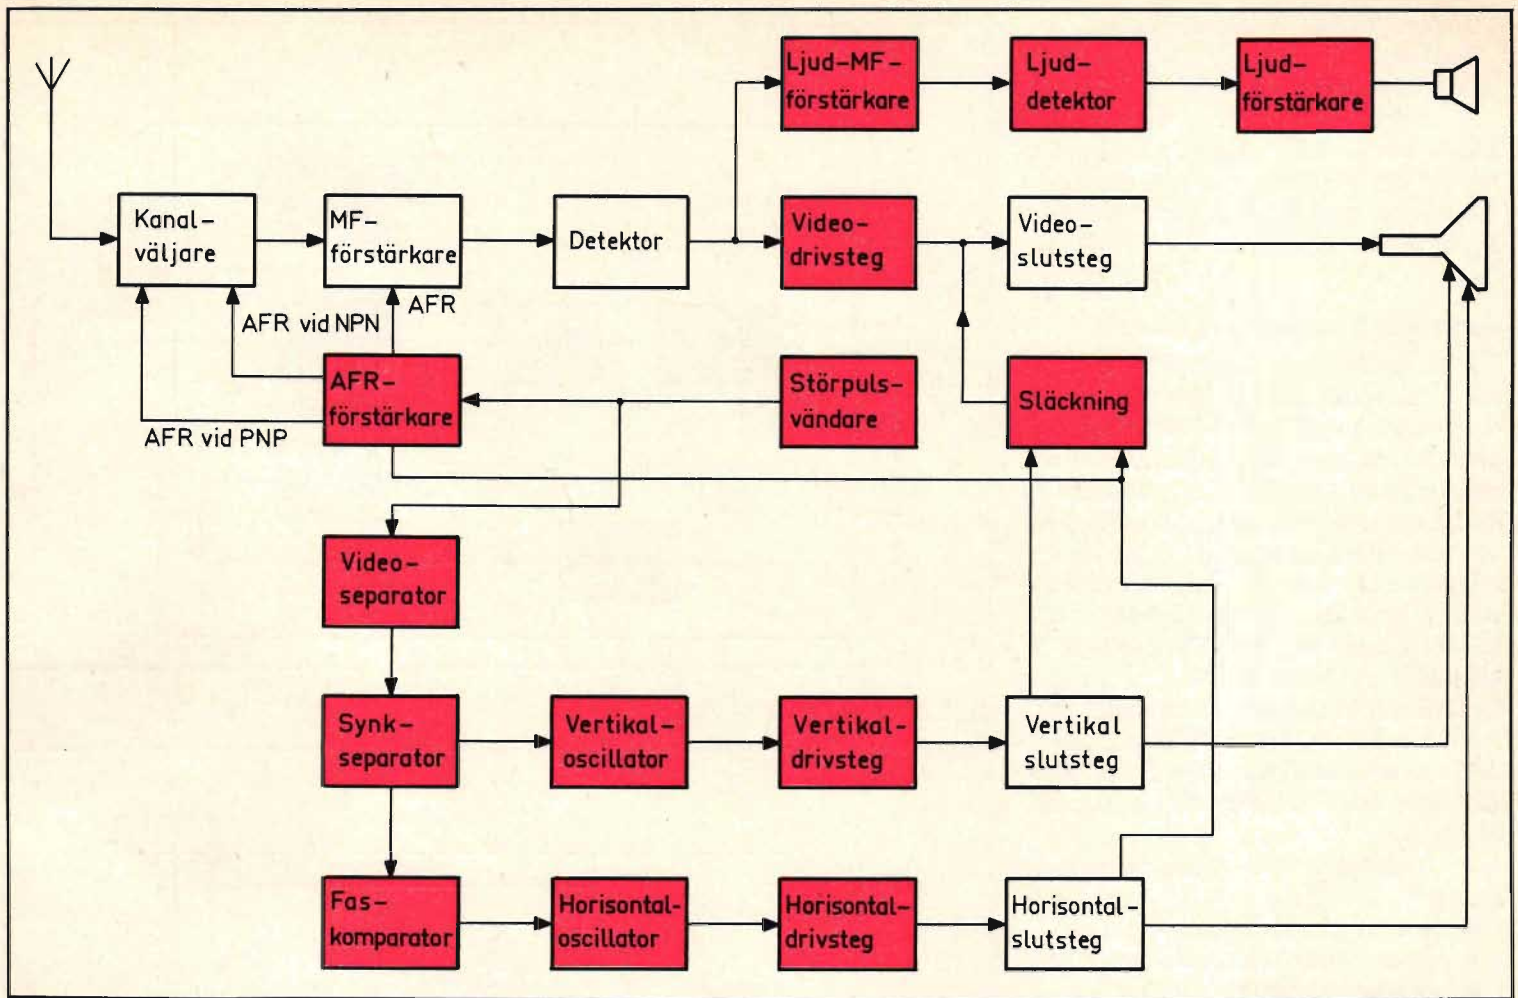 Ljud-MF-
förstärkare
Ljud-
detektor
Ljud-
förstärkare
Kanal-
väljare
MF-
förstärkare
Detektor
Video-
drivsteg
Video-
slutsteg
AFR
AFR vid NPN
AFR vid PNP
AFR-
förstärkare
Störpuls-
vändare
Släckning
Video-
separator
Synk-
separator
Vertikal-
oscillator
Vertikal-
drivsteg
Vertikal
slutsteg
Fas-
komparator
Horisontal-
oscillator
Horisontal-
drivsteg
Horisontal-
slutsteg